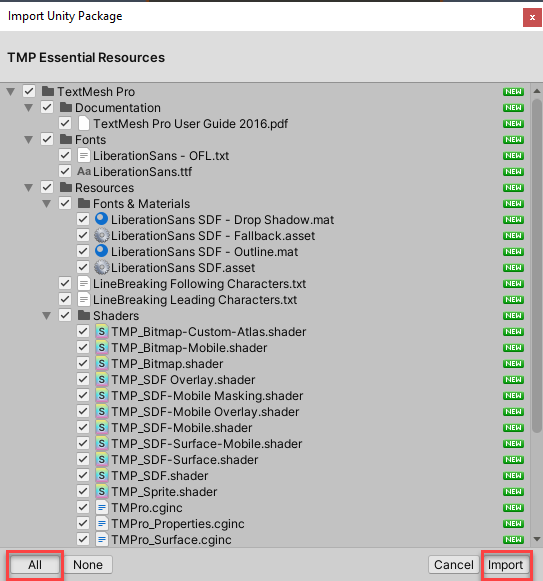 Import Unity Package x
TMP Essential Resources
TextMesh Pro NEW
Documentation NEW
TextMesh Pro User Guide 2016.pdf NEW
Fonts NEW
LiberationSans - OFL.txt NEW
Aa LiberationSans.ttf NEW
Resources NEW
Fonts & Materials NEW
LiberationSans SDF - Drop Shadow.mat NEW
LiberationSans SDF - Fallback.asset NEW
LiberationSans SDF - Outline.mat NEW
LiberationSans SDF.asset NEW
LineBreaking Following Characters.txt NEW
LineBreaking Leading Characters.txt NEW
Shaders NEW
S TMP_Bitmap-Custom-Atlas.shader NEW
S TMP_Bitmap-Mobile.shader NEW
S TMP_Bitmap.shader NEW
S TMP_SDF Overlay.shader NEW
S TMP_SDF-Mobile Masking.shader NEW
S TMP_SDF-Mobile Overlay.shader NEW
S TMP_SDF-Mobile.shader NEW
S TMP_SDF-Surface-Mobile.shader NEW
S TMP_SDF-Surface.shader NEW
S TMP_SDF.shader NEW
S TMP_Sprite.shader NEW
TMPro.cginc NEW
TMPro_Properties.cginc NEW
TMPro_Surface.cginc NEW
All None Cancel Import